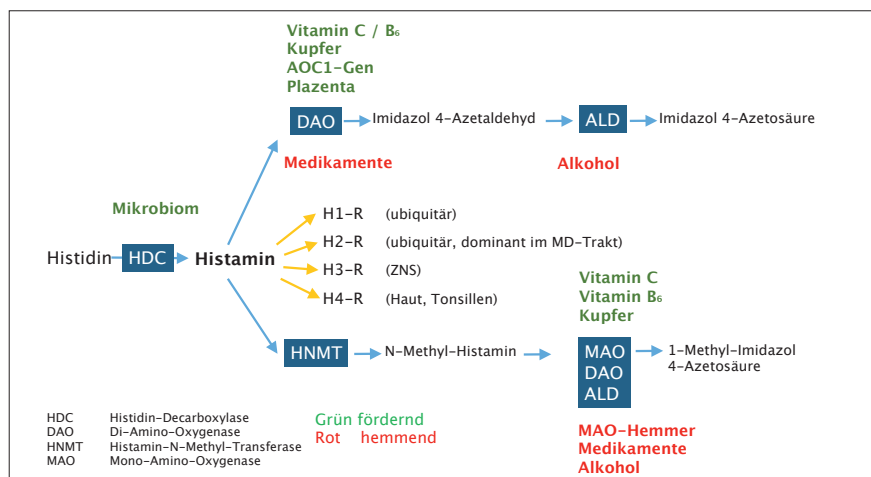 Vitamin C / B₆
Kupfer
AOC1-Gen
Plazenta
DAO
Imidazol 4-Azetaldehyd
ALD
Imidazol 4-Azetosäure
Medikamente
Alkohol
Mikrobiom
Histidin
HDC
Histamin
H1-R (ubiquitär)
H2-R (ubiquitär, dominant im MD-Trakt)
H3-R (ZNS)
H4-R (Haut, Tonsillen)
Vitamin C
Vitamin B₆
Kupfer
HNMT
N-Methyl-Histamin
MAO
DAO
ALD
1-Methyl-Imidazol
4-Azetosäure
MAO-Hemmer
Medikamente
Alkohol
HDC Histidin-Decarboxylase
DAO Di-Amino-Oxygenase
HNMT Histamin-N-Methyl-Transferase
MAO Mono-Amino-Oxygenase
Grün fördernd
Rot hemmend